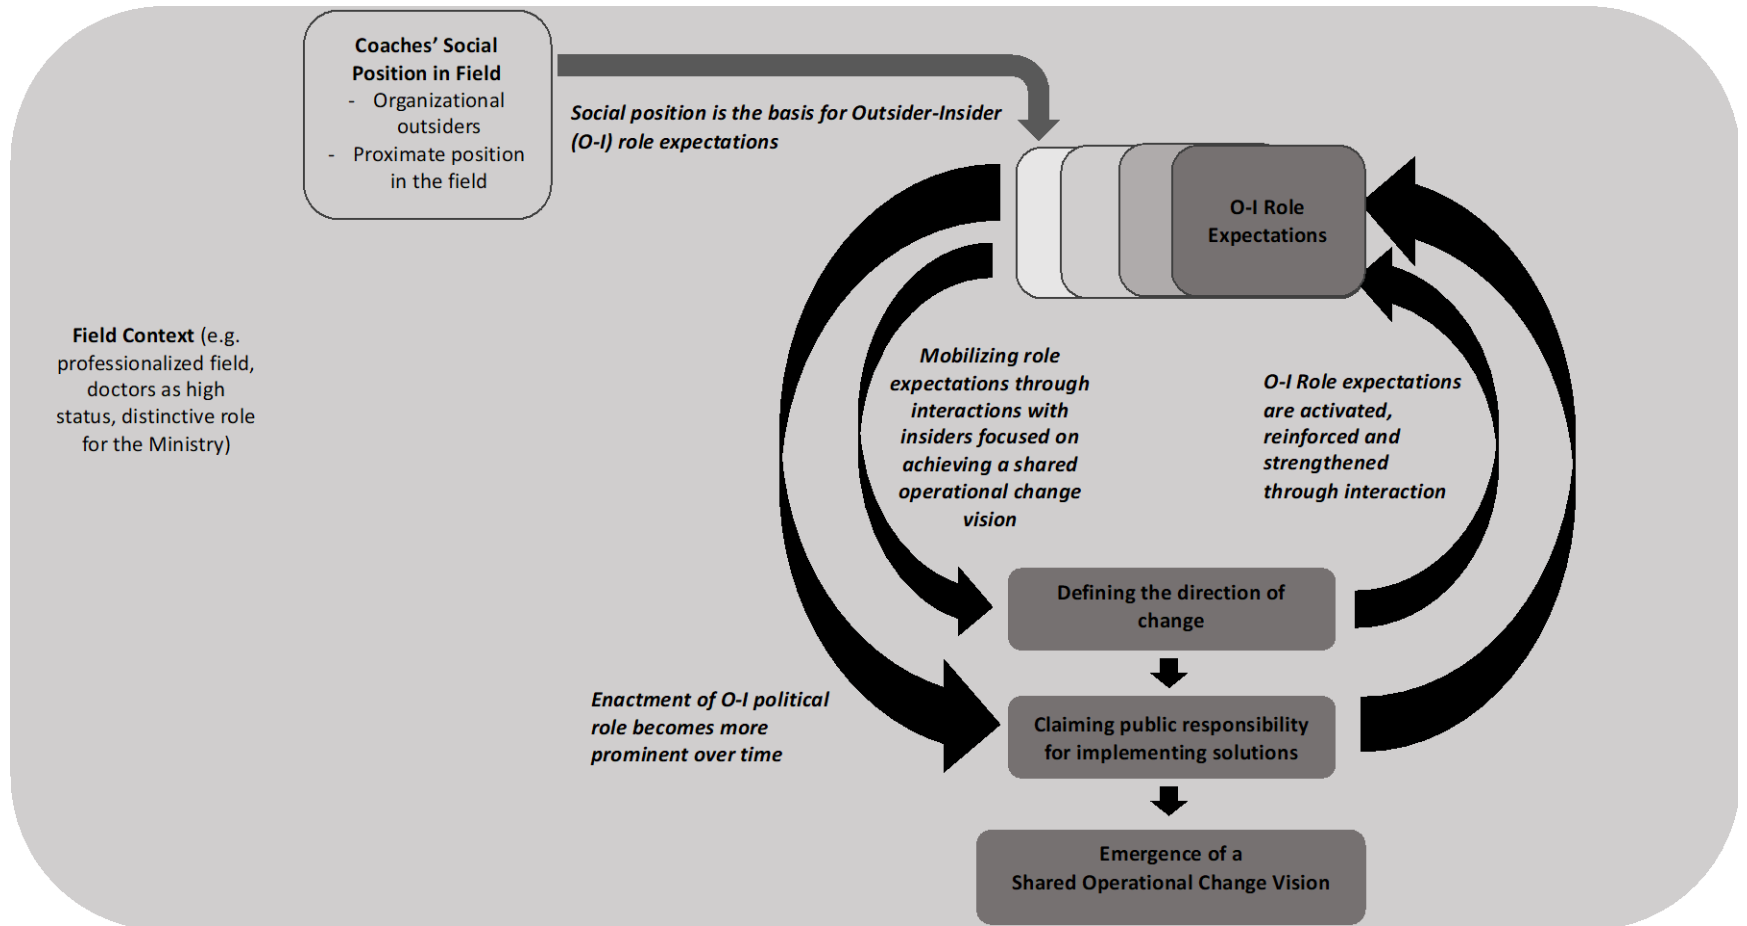 Coaches’ Social
Position in Field
- Organizational
outsiders
- Proximate position
in the field
Social position is the basis for Outsider-Insider
(O-I) role expectations
O-I Role
Expectations
Field Context (e.g.
professionalized field,
doctors as high
status, distinctive role
for the Ministry)
Mobilizing role
expectations through
interactions with
insiders focused on
achieving a shared
operational change
vision
O-I Role expectations
are activated,
reinforced and
strengthened
through interaction
Defining the direction of
change
Enactment of O-I political
role becomes more
prominent over time
Claiming public responsibility
for implementing solutions
Emergence of a
Shared Operational Change Vision